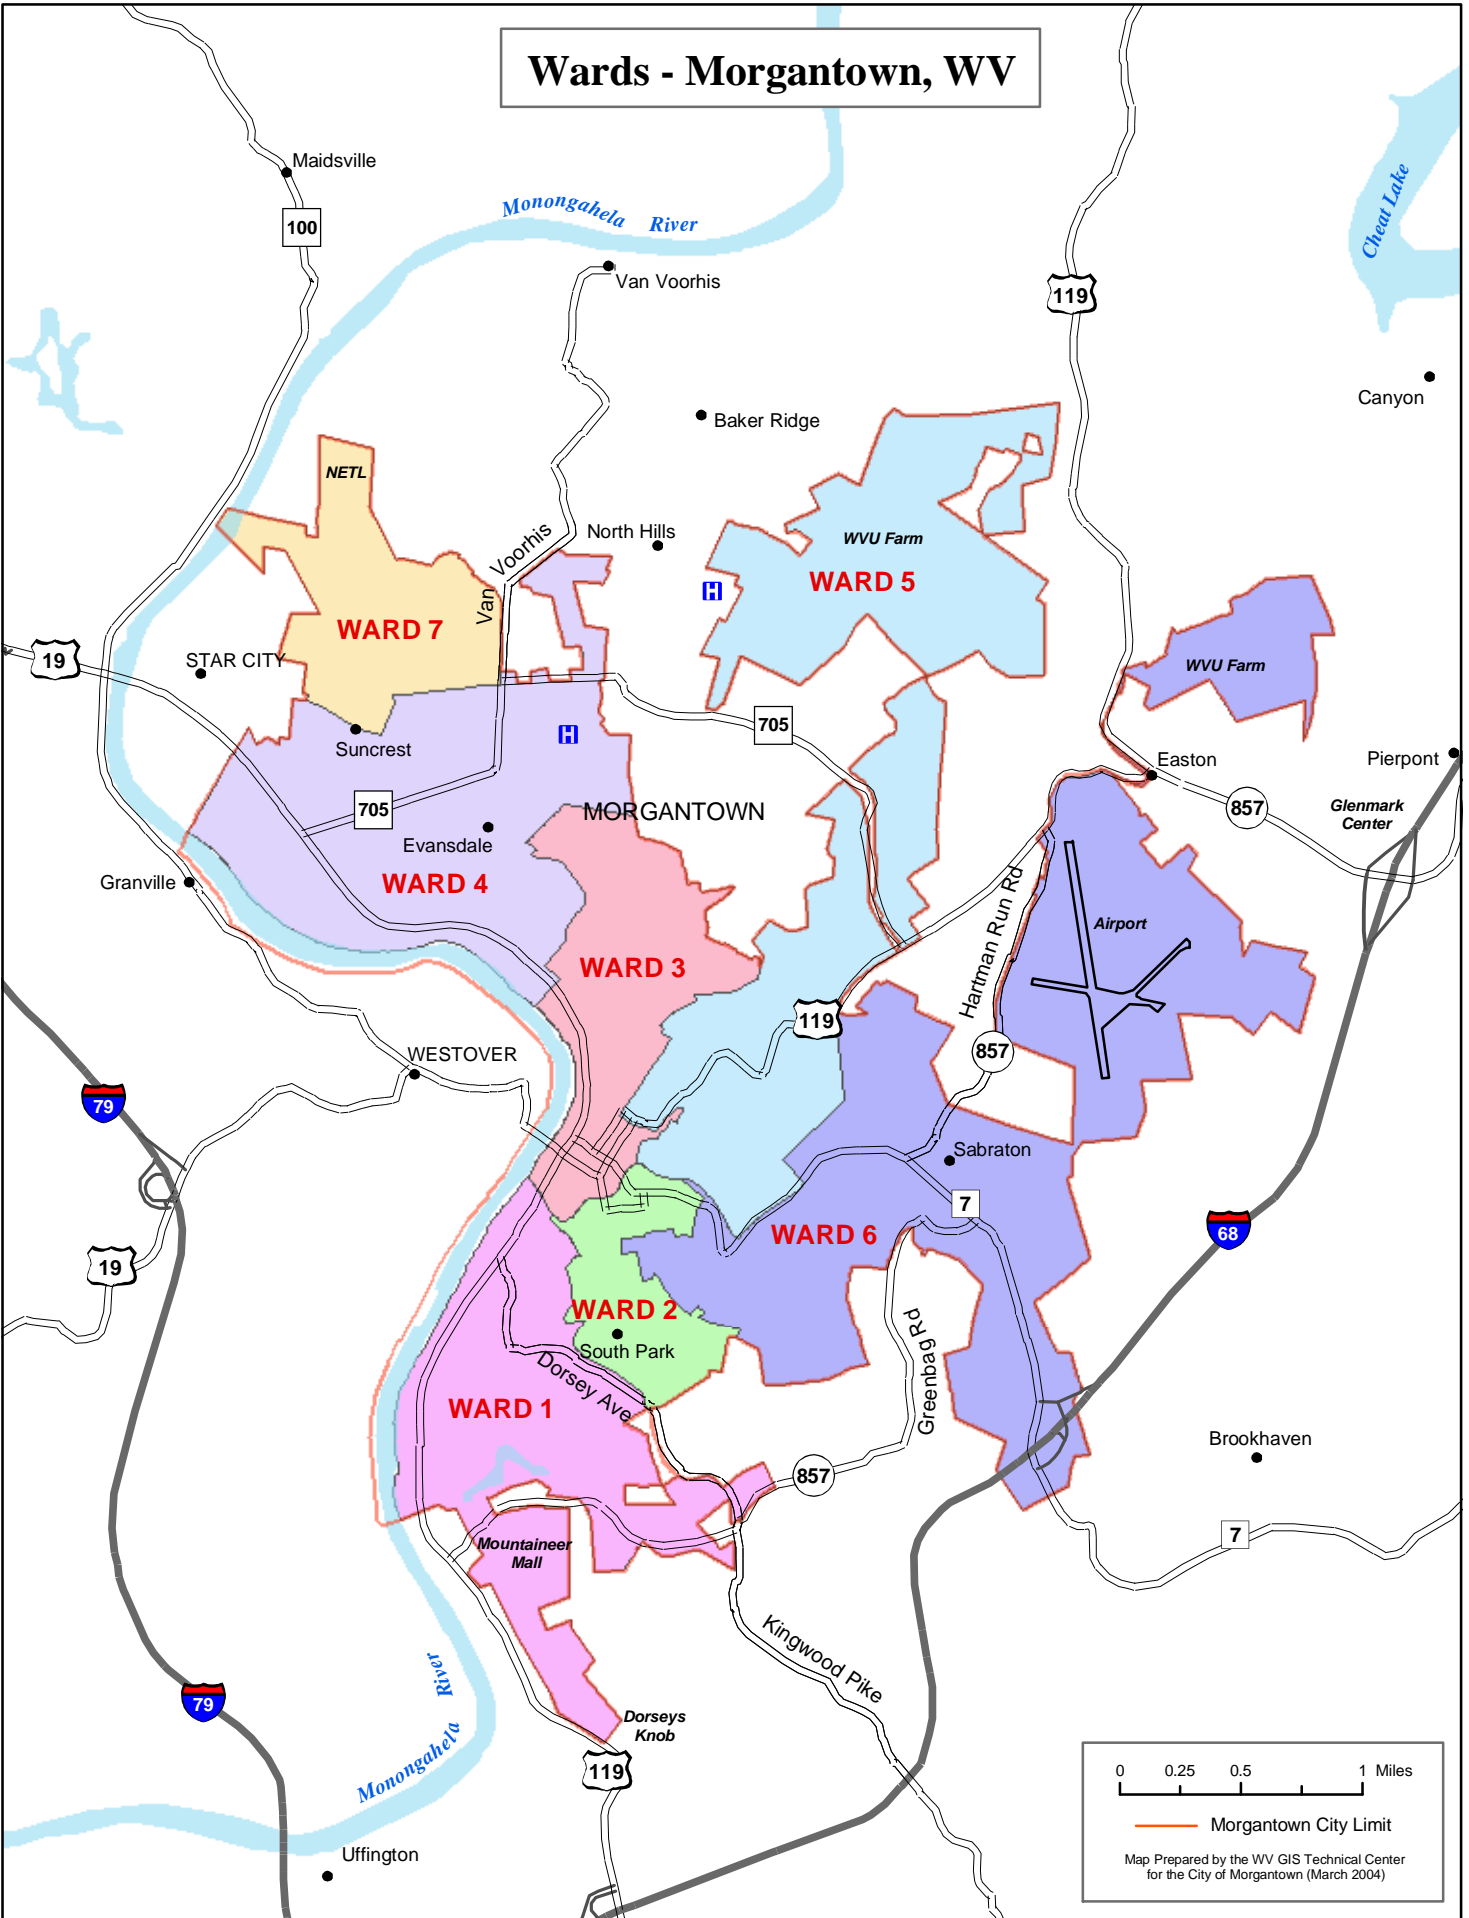 Wards - Morgantown, WV
Maidsville
100
Monongahela River
Cheat Lake
Van Voorhis
119
Canyon
Baker Ridge
NETL
Van Voorhis
North Hills
WVU Farm
H
WARD 5
WARD 7
19
STAR CITY
WVU Farm
705
Suncrest
H
Easton
Pierpont
705
MORGANTOWN
857
Glenmark
Center
Evansdale
Granville
WARD 4
Hartman Run Rd
Airport
WARD 3
119
857
WESTOVER
79
Sabraton
7
WARD 6
68
19
WARD 2
South Park
Greenbag Rd
Dorsey Ave
WARD 1
Brookhaven
857
7
Mountaineer
Mall
Kingwood Pike
79
Monongahela River
Dorseys
Knob
119
0 0.25 0.5 1 Miles
Morgantown City Limit
Map Prepared by the WV GIS Technical Center
for the City of Morgantown (March 2004)
Uffington